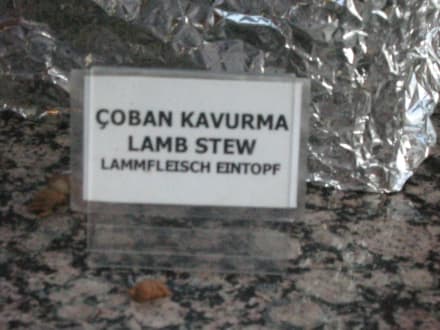 ÇOBAN KAVURMA
LAMB STEW
LAMMFLEISCH EINTOPF